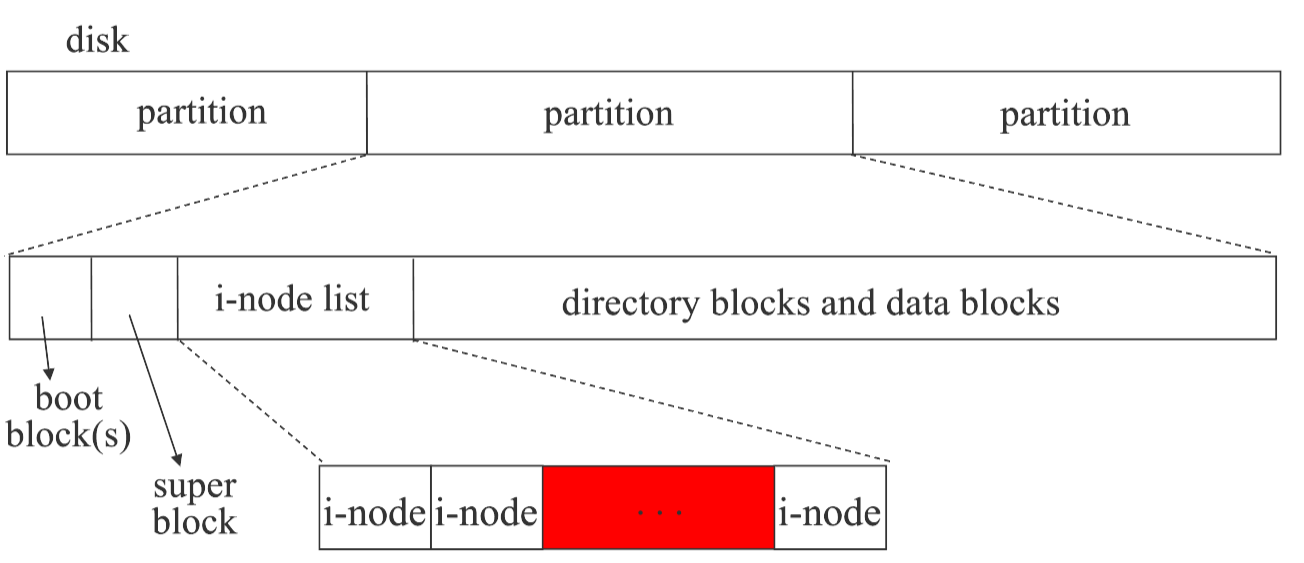 disk
partition
partition
partition
i-node list
directory blocks and data blocks
boot
block(s)
super
block
i-node
i-node
. . .
i-node